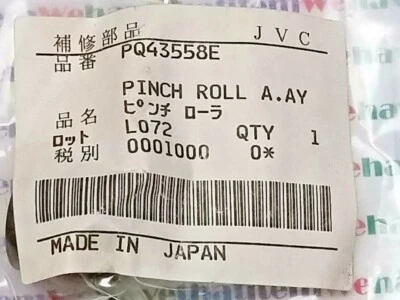 補修部品 JVC
品番 PQ43558E
PINCH ROLL A.AY
品名 ピンチ ローラ
ロット L072 QTY 1
税別 0001000 0*
MADE IN JAPAN